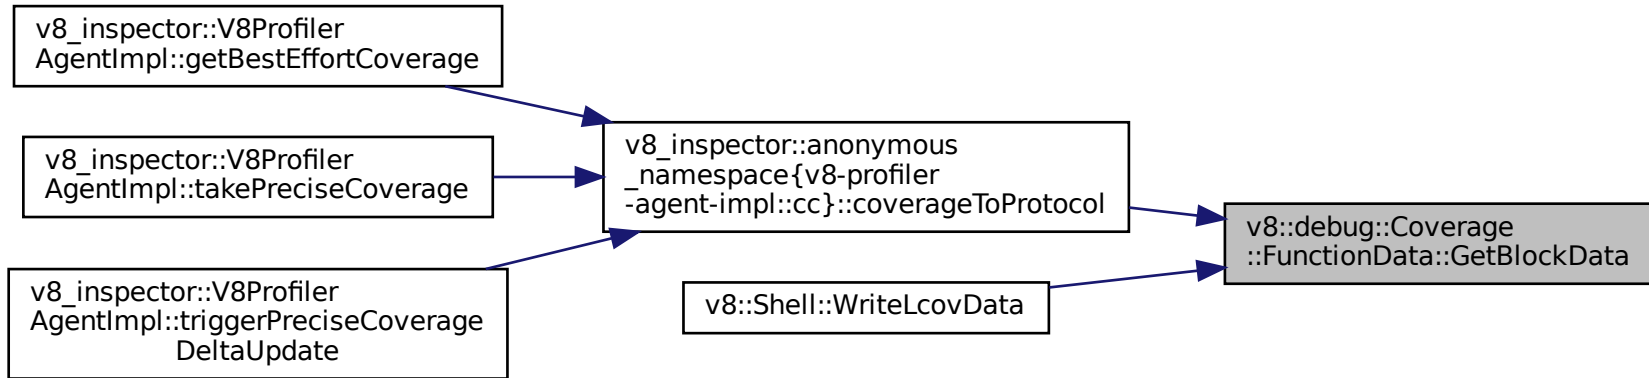 v8_inspector::V8Profiler
AgentImpl::getBestEffortCoverage
v8_inspector::V8Profiler
AgentImpl::takePreciseCoverage
v8_inspector::V8Profiler
AgentImpl::triggerPreciseCoverage
DeltaUpdate
v8_inspector::anonymous
_namespace{v8-profiler
-agent-impl::cc}::coverageToProtocol
v8::Shell::WriteLcovData
v8::debug::Coverage
::FunctionData::GetBlockData